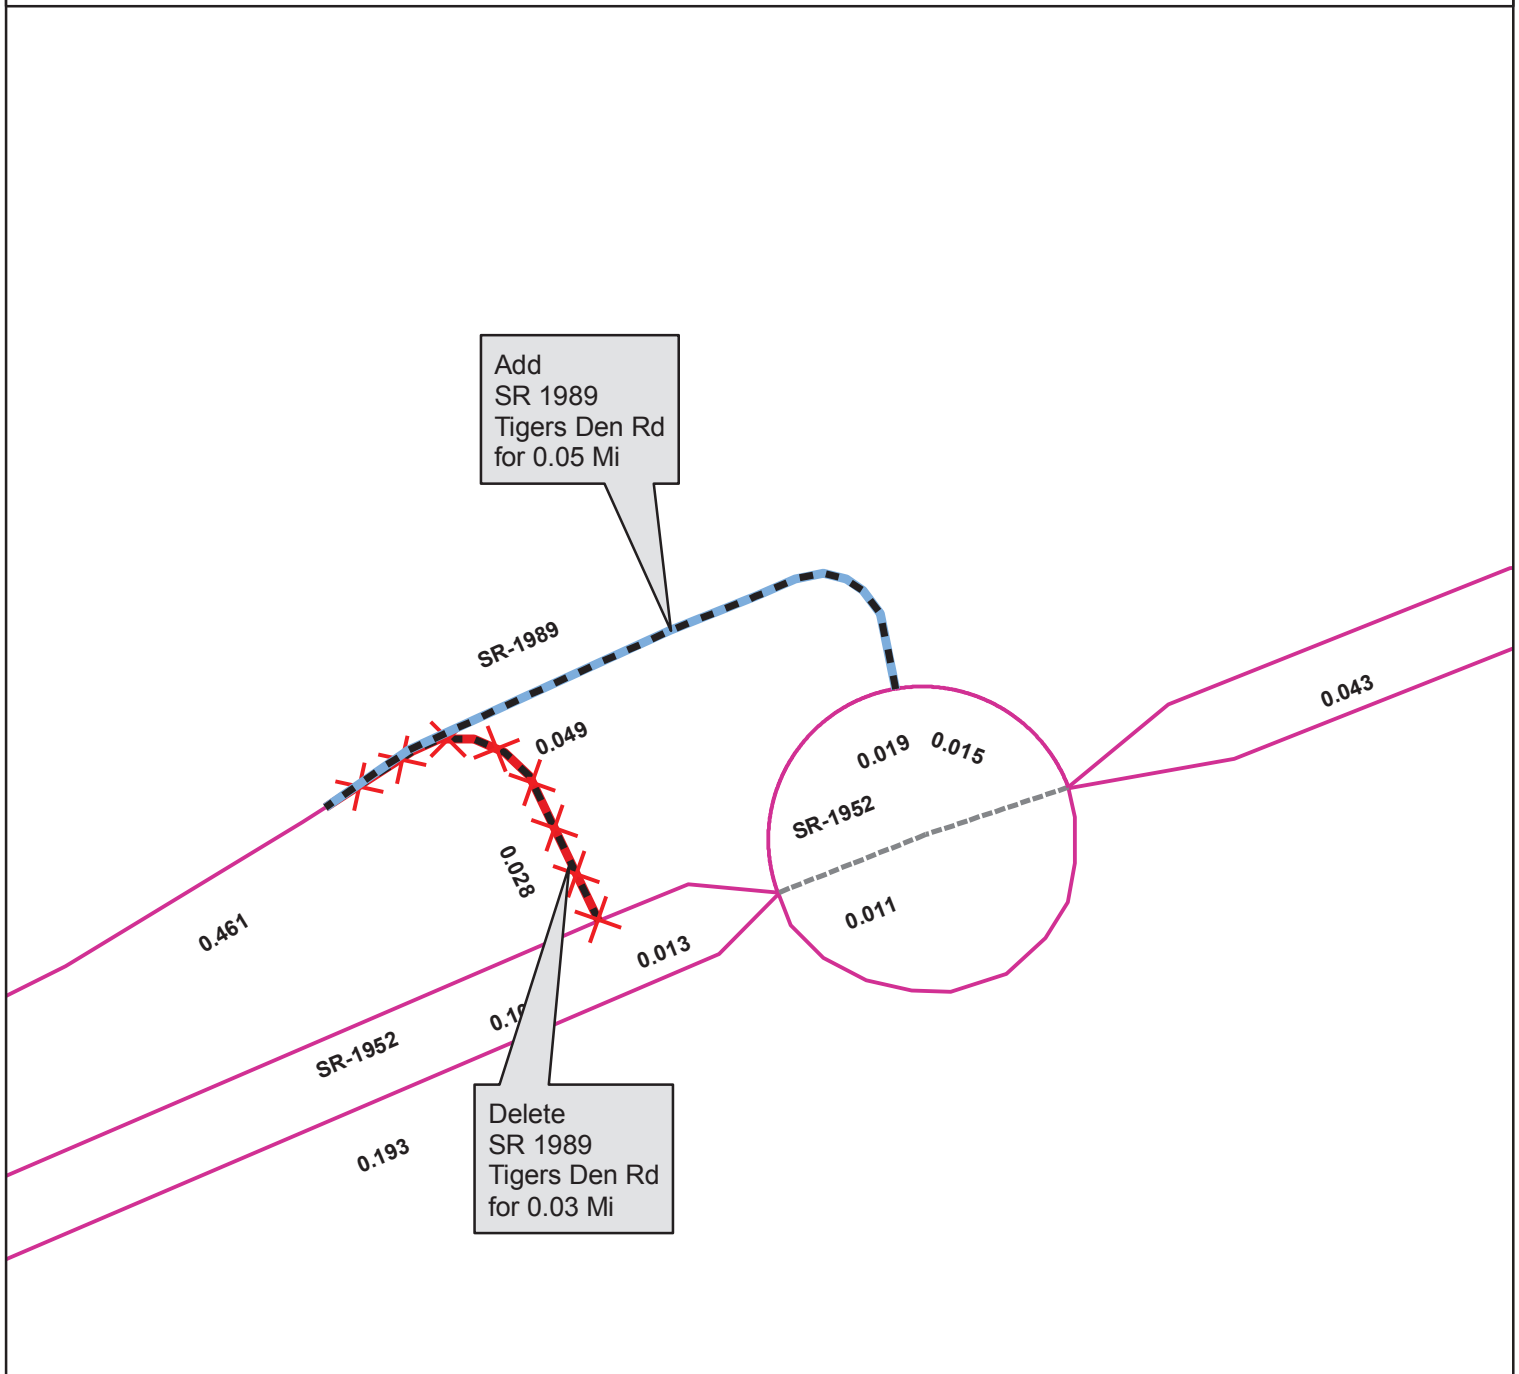 Add
SR 1989
Tigers Den Rd
for 0.05 Mi
SR-1989
0.049
0.043
0.019
0.015
SR-1952
0.028
0.011
0.461
0.013
SR-1952
0.193
Delete
SR 1989
Tigers Den Rd
for 0.03 Mi